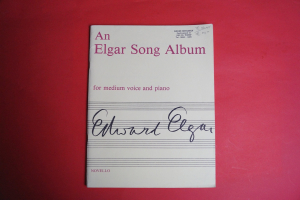 An
Elgar Song Album
for medium voice and piano
Edward Elgar